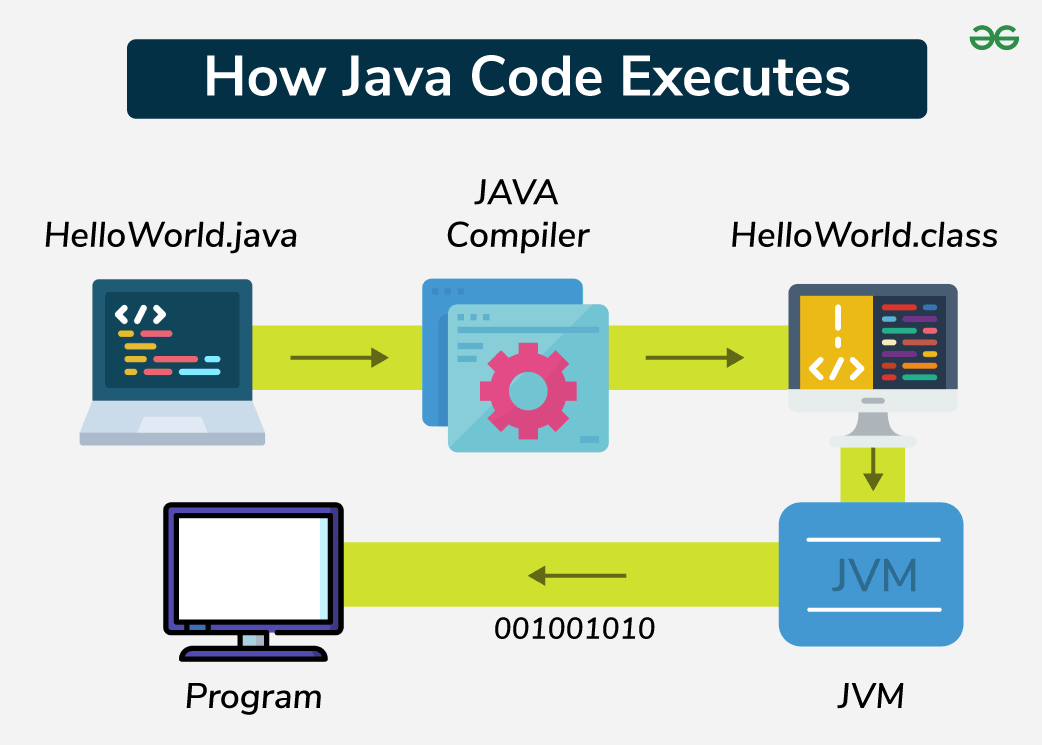 How Java Code Executes
HelloWorld.java
JAVA
Compiler
HelloWorld.class
</>
</>
JVM
001001010
Program
JVM